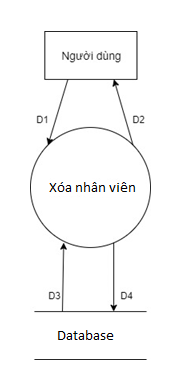 Người dùng
D1
D2
Xóa nhân viên
D3
D4
Database